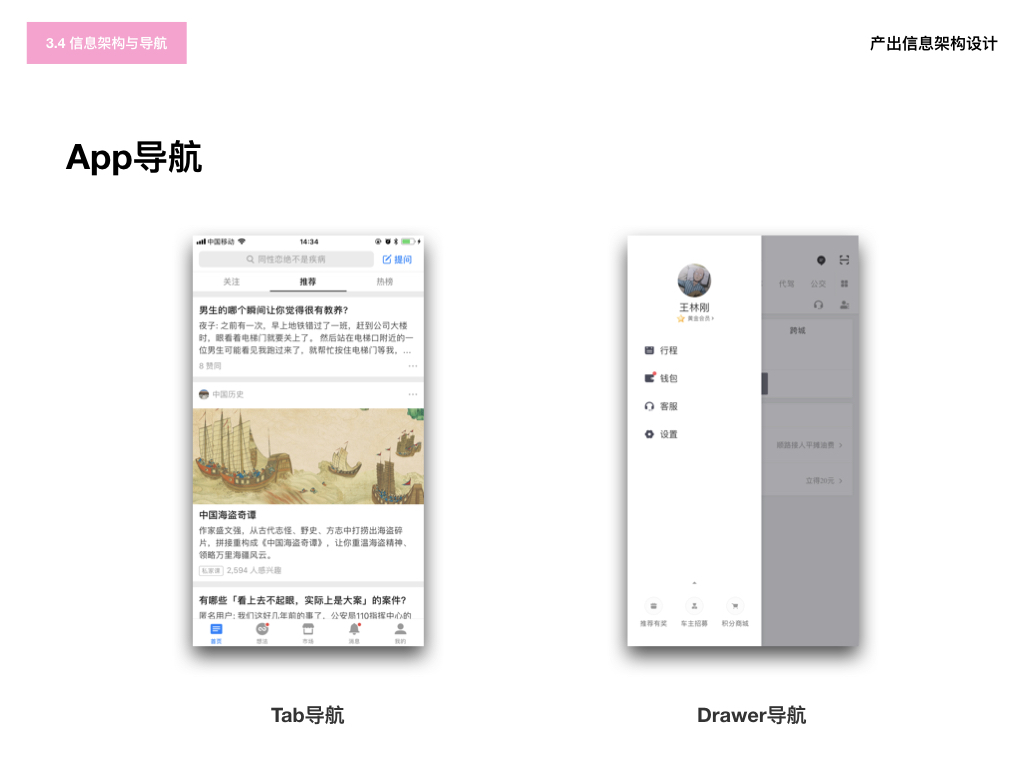 3.4 信息架构与导航
产出信息架构设计
App导航
中国移动
14:34
同性恋绝不是疾病
提问
关注
推荐
热榜
男生的哪个瞬间让你觉得很有教养?
夜子: 之前有一次，早上地铁错过了一班，赶到公司大楼
时，眼看着电梯门就要关上了。 然后站在电梯口附近的一
位男生可能看见我跑过来了，就帮忙按住电梯门等我，...
8 赞同
中国历史
中国海盗奇谭
作家盛文强，从古代志怪、野史、方志中打捞出海盗碎
片，拼接重构成《中国海盗奇谭》，让你重温海盗精神、
领略万里海疆风云。
私家课
2,594 人感兴趣
有哪些「看上去不起眼，实际上是大案」的案件?
匿名用户: 我们这好几年前的事了，公安局110指挥中心的
首页
想法
市场
消息
我的
Tab导航
王林刚
黄金会员
行程
钱包
客服
设置
推荐有奖
车主招募
积分商城
代驾
公交
跨城
顺路接人平摊油费
立得20元
Drawer导航